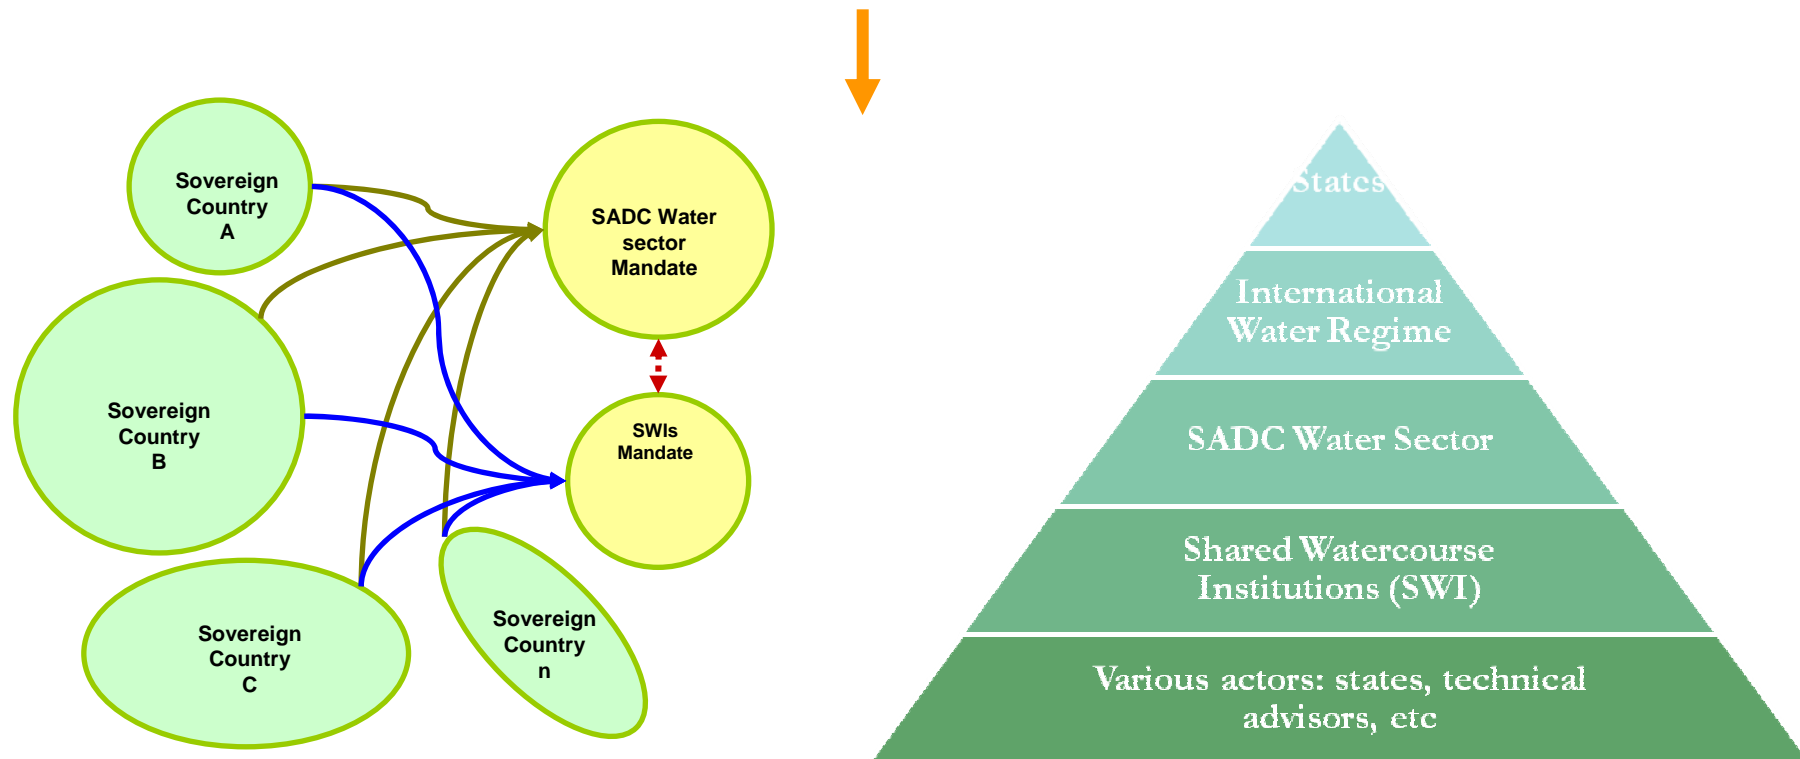 Sovereign
Country
A
SADC Water
sector
Mandate
Sovereign
Country
B
SWIs
Mandate
Sovereign
Country
C
Sovereign
Country
n
States
International
Water Regime
SADC Water Sector
Shared Watercourse
Institutions (SWI)
Various actors: states, technical
advisors, etc